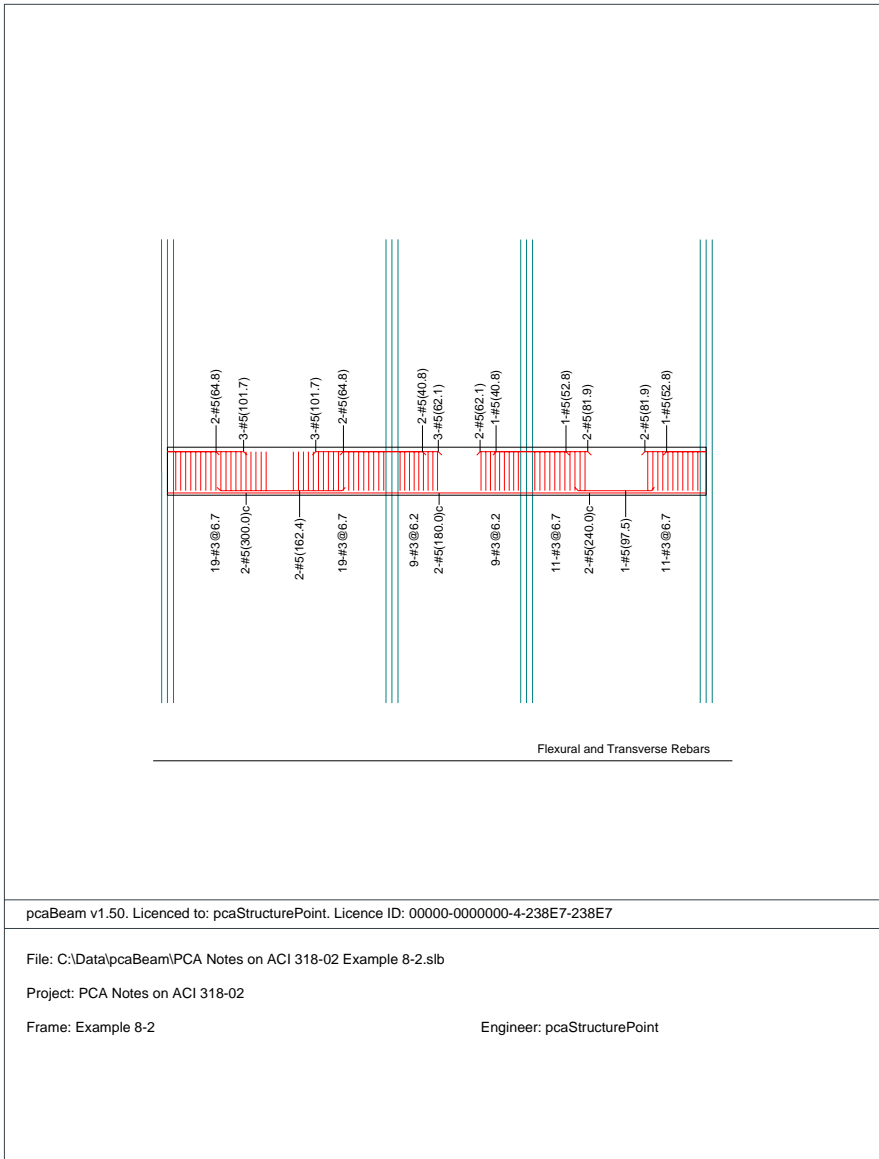 2-#5(64.8)
3-#5(101.7)
3-#5(101.7)
2-#5(64.8)
2-#5(40.8)
3-#5(62.1)
2-#5(62.1)
1-#5(40.8)
1-#5(52.8)
2-#5(81.9)
2-#5(81.9)
1-#5(52.8)
19-#3@6.7
2-#5(300.0)c
2-#5(162.4)
19-#3@6.7
9-#3@6.2
2-#5(180.0)c
9-#3@6.2
11-#3@6.7
2-#5(240.0)c
1-#5(97.5)
11-#3@6.7
Flexural and Transverse Rebars
pcaBeam v1.50. Licenced to: pcaStructurePoint. Licence ID: 00000-0000000-4-238E7-238E7
File: C:\Data\pcaBeam\PCA Notes on ACI 318-02 Example 8-2.slb
Project: PCA Notes on ACI 318-02
Frame: Example 8-2
Engineer: pcaStructurePoint